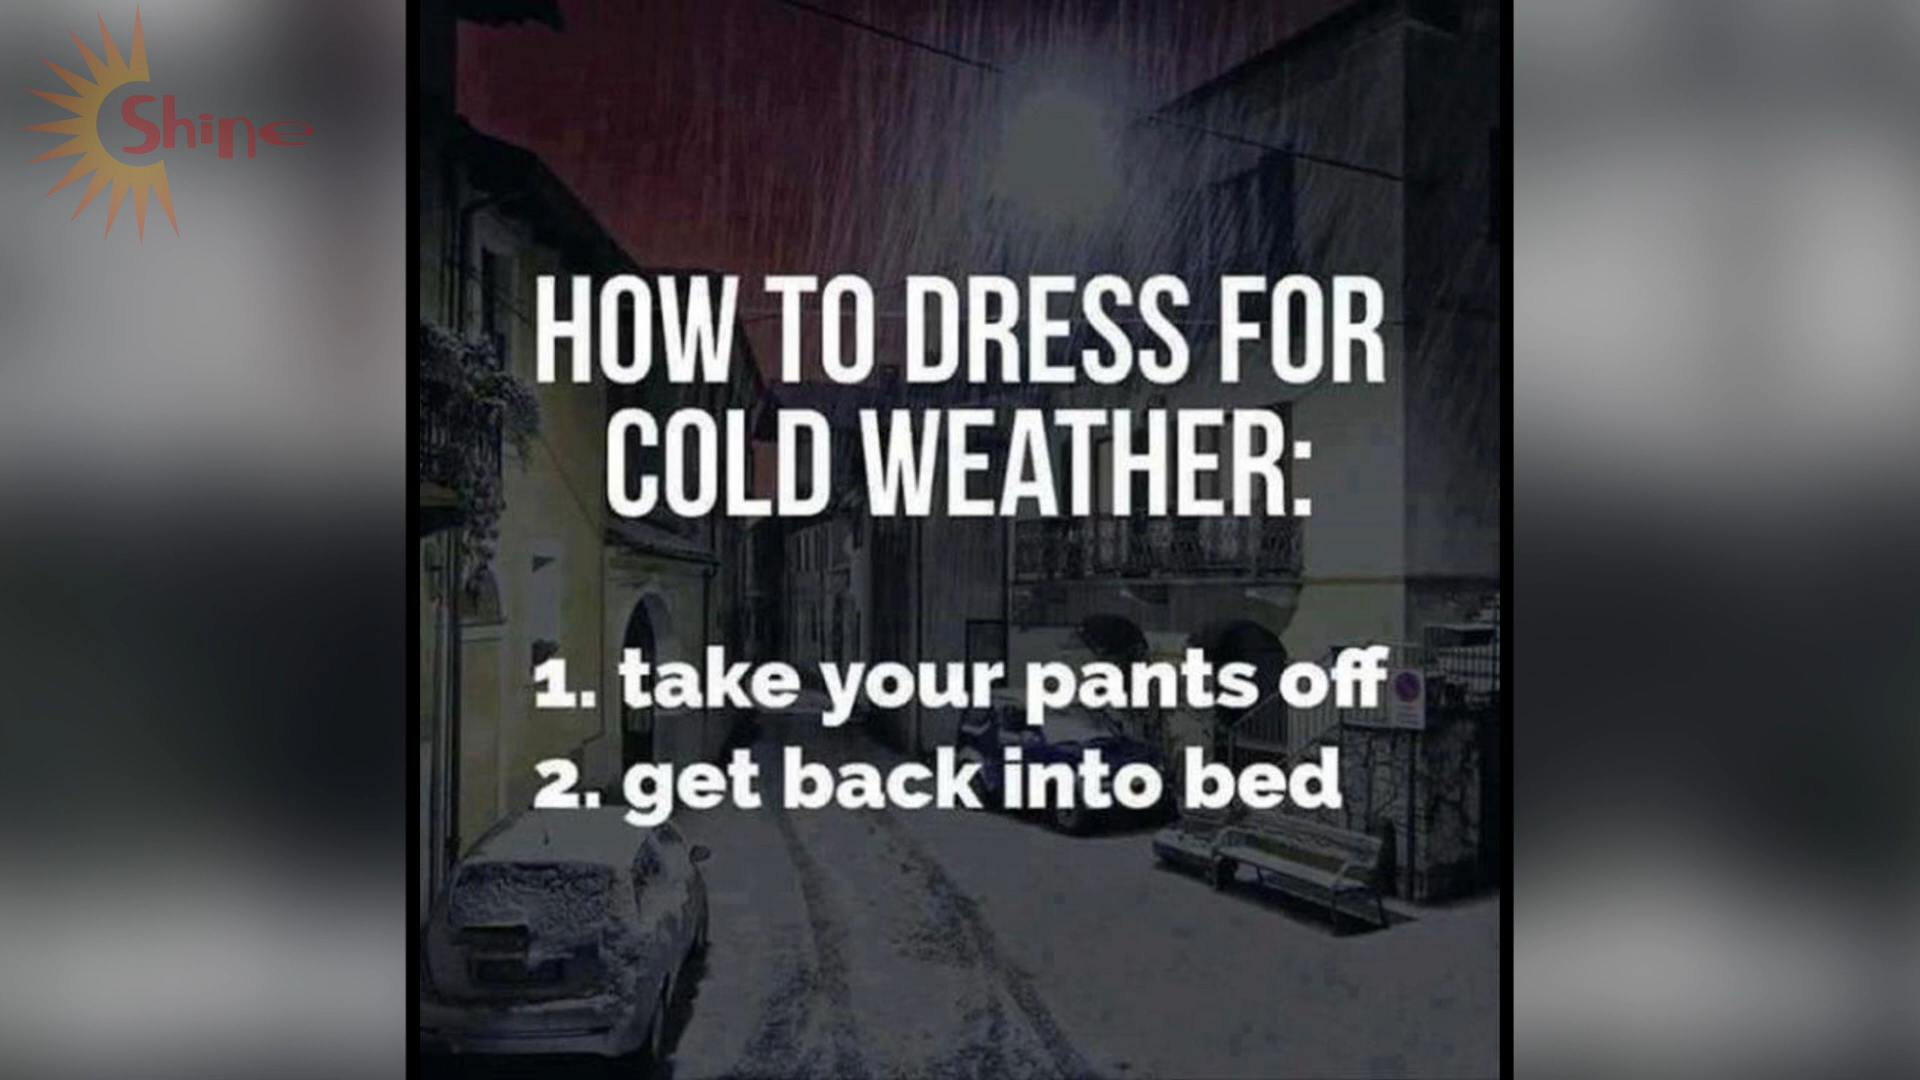 Shine
HOW TO DRESS FOR
COLD WEATHER:
1. take your pants off
2. get back into bed